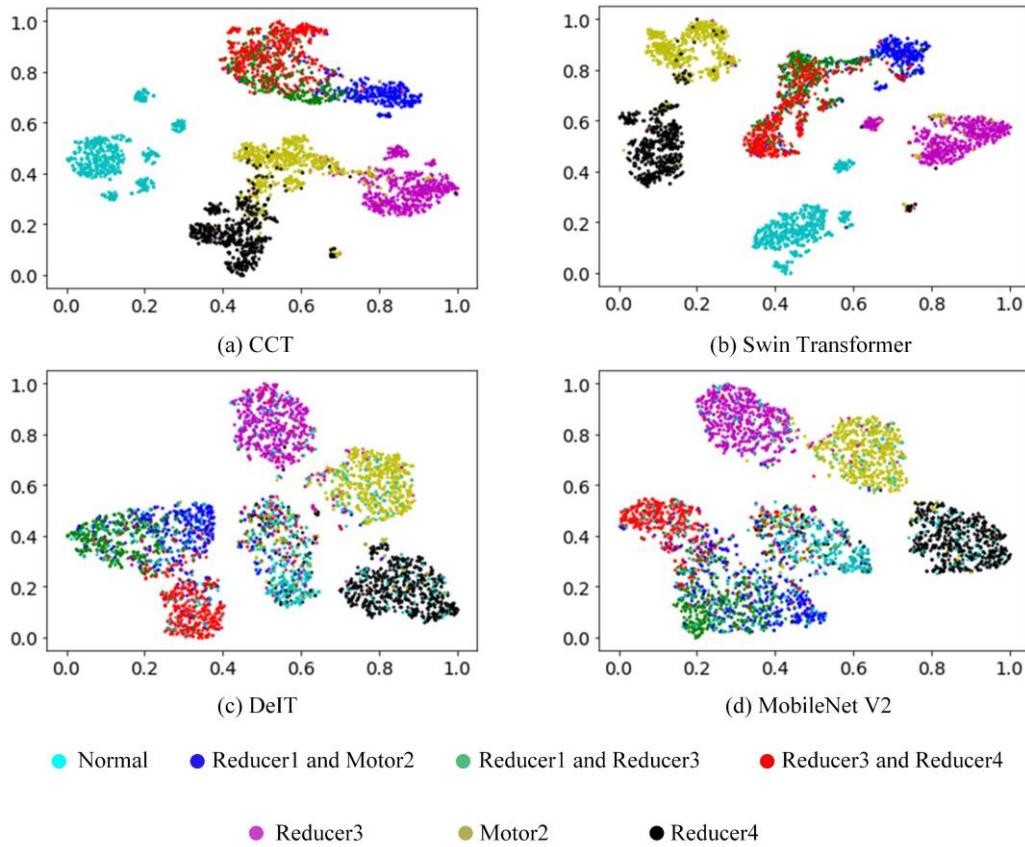 1.0
0.8
0.6
0.4
0.2
0.0
0.0 0.2 0.4 0.6 0.8 1.0
(a) CCT
1.0
0.8
0.6
0.4
0.2
0.0
0.0 0.2 0.4 0.6 0.8 1.0
(b) Swin Transformer
1.0
0.8
0.6
0.4
0.2
0.0
0.0 0.2 0.4 0.6 0.8 1.0
(c) DeIT
1.0
0.8
0.6
0.4
0.2
0.0
0.0 0.2 0.4 0.6 0.8 1.0
(d) MobileNet V2
Normal Reducer1 and Motor2 Reducer1 and Reducer3 Reducer3 and Reducer4
Reducer3 Motor2 Reducer4